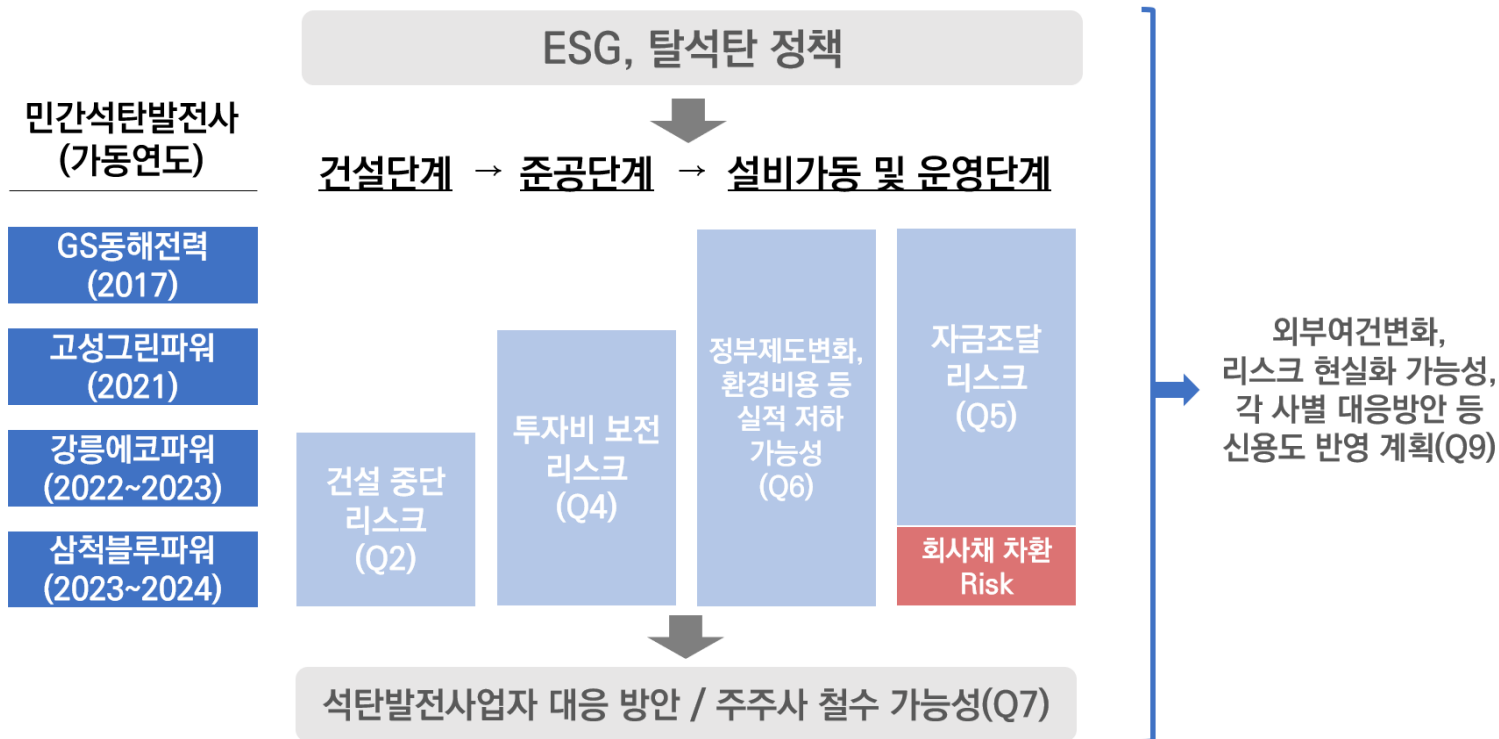 ESG, 탈석탄 정책
민간석탄발전사
(가동연도)
건설단계 → 준공단계 → 설비가동 및 운영단계
GS동해전력
(2017)
고성그린파워
(2021)
강릉에코파워
(2022~2023)
삼척블루파워
(2023~2024)
건설 중단
리스크
(Q2)
투자비 보전
리스크
(Q4)
정부제도변화,
환경비용 등
실적 저하
가능성
(Q6)
자금조달
리스크
(Q5)
회사채 차환
Risk
외부여건변화,
리스크 현실화 가능성,
각 사별 대응방안 등
신용도 반영 계획(Q9)
석탄발전사업자 대응 방안 / 주주사 철수 가능성(Q7)